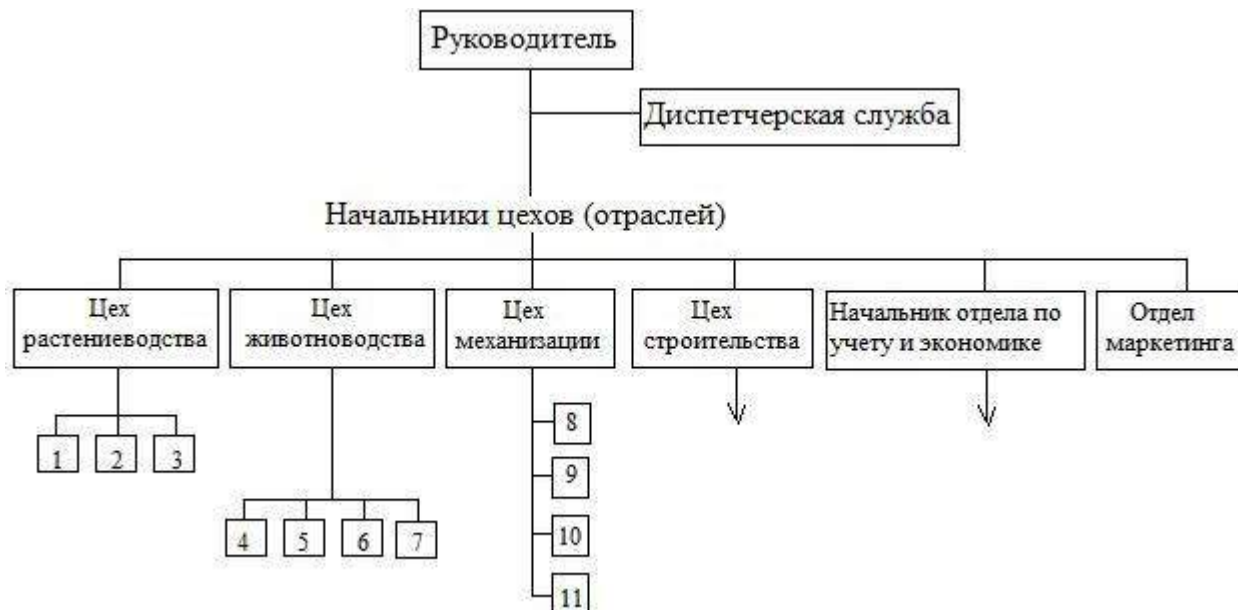 Руководитель
Диспетчерская служба
Начальники цехов (отраслей)
Цех
растениеводства
Цех
животноводства
Цех
механизации
Цех
строительства
Начальник отдела по
учету и экономике
Отдел
маркетинга
1
2
3
4
5
6
7
8
9
10
11